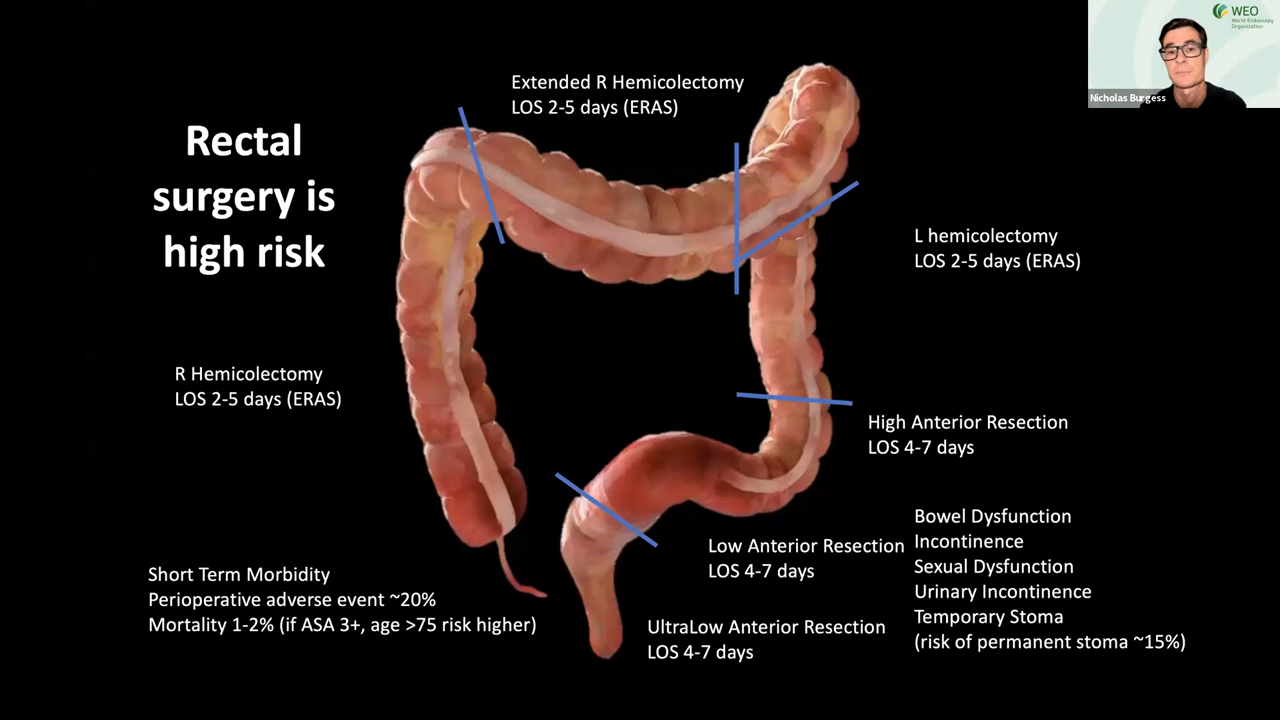 WEO
World Endoscopy
Organization
Nicholas Burgess
Rectal
surgery is
high risk
Extended R Hemicolectomy
LOS 2-5 days (ERAS)
L hemicolectomy
LOS 2-5 days (ERAS)
R Hemicolectomy
LOS 2-5 days (ERAS)
High Anterior Resection
LOS 4-7 days
Low Anterior Resection
LOS 4-7 days
UltraLow Anterior Resection
LOS 4-7 days
Bowel Dysfunction
Incontinence
Sexual Dysfunction
Urinary Incontinence
Temporary Stoma
(risk of permanent stoma ~15%)
Short Term Morbidity
Perioperative adverse event ~20%
Mortality 1-2% (if ASA 3+, age >75 risk higher)